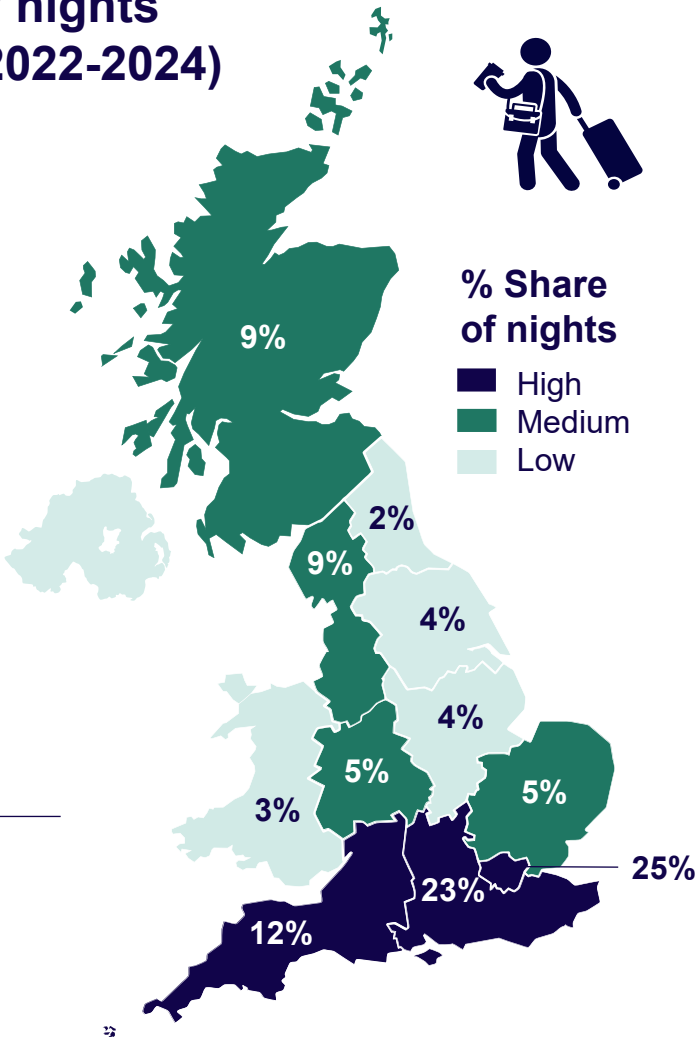 nights
2022-2024)
% Share
of nights
High
Medium
Low
9%
2%
9%
4%
4%
5%
5%
3%
25%
23%
12%